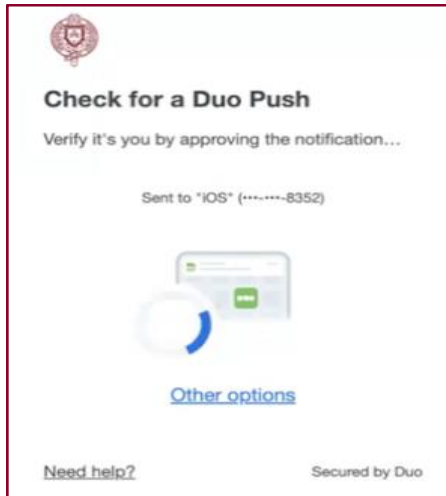 Check for a Duo Push
Verify it's you by approving the notification...
Sent to "iOS" (•••-•••-8352)
Other options
Need help?
Secured by Duo